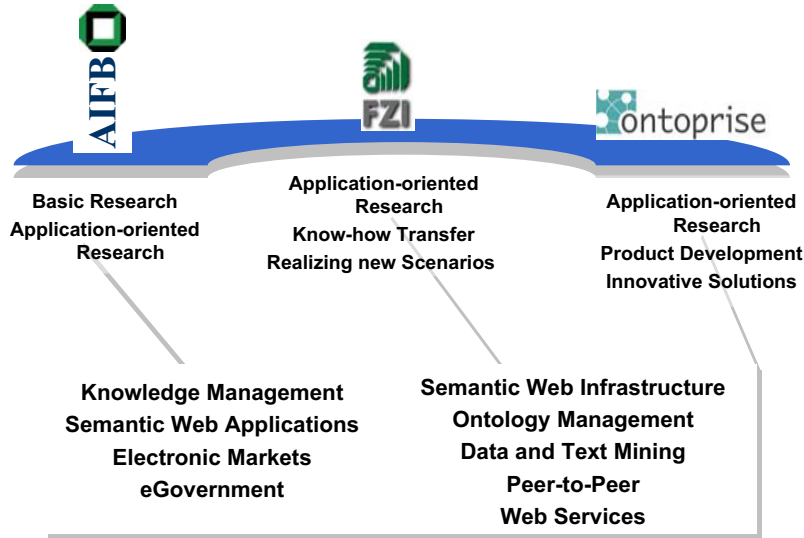 AIFB
FZI
ontoprise
Basic Research
Application-oriented
Research
Application-oriented
Research
Know-how Transfer
Realizing new Scenarios
Application-oriented
Research
Product Development
Innovative Solutions
Knowledge Management
Semantic Web Applications
Electronic Markets
eGovernment
Semantic Web Infrastructure
Ontology Management
Data and Text Mining
Peer-to-Peer
Web Services